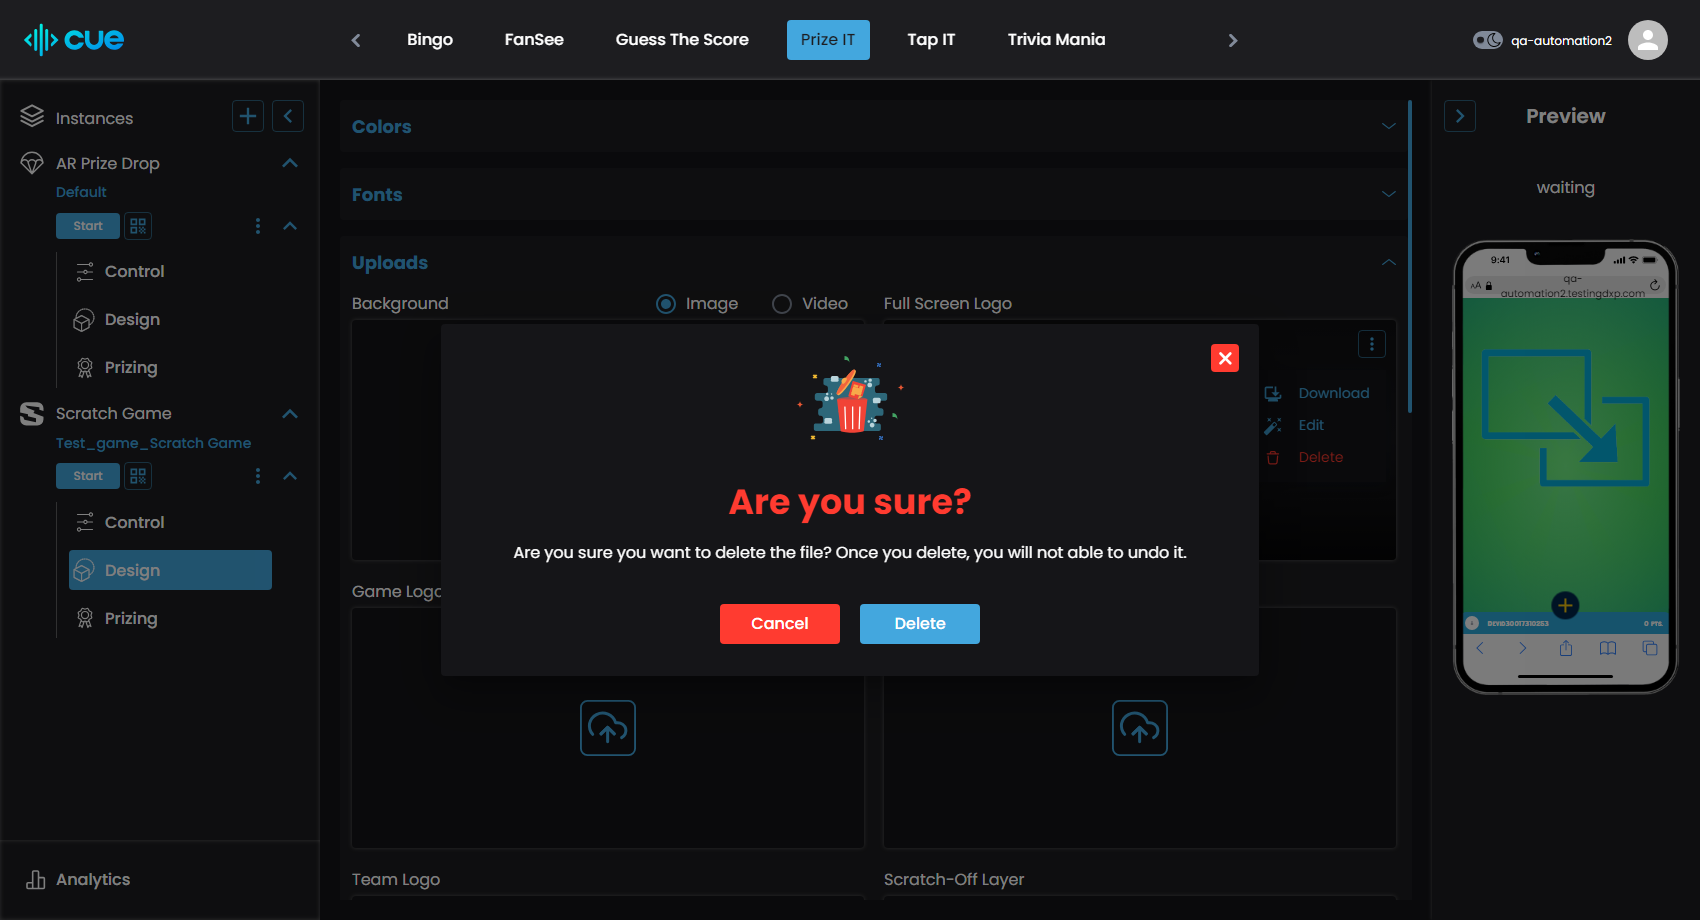 cue
Bingo
FanSee
Guess The Score
Prize IT
Tap IT
Trivia Mania
qa-automation2
Instances
AR Prize Drop
Default
Start
Control
Design
Prizing
Scratch Game
Test_game_Scratch Game
Start
Control
Design
Prizing
Analytics
Colors
Fonts
Uploads
Background
Image
Video
Full Screen Logo
Download
Edit
Delete
Are you sure?
Are you sure you want to delete the file? Once you delete, you will not able to undo it.
Cancel
Delete
Game Logo
Team Logo
Scratch-Off Layer
Preview
waiting
9:41
AA
qa-
automation2.testingdxp.com
0 PTS.